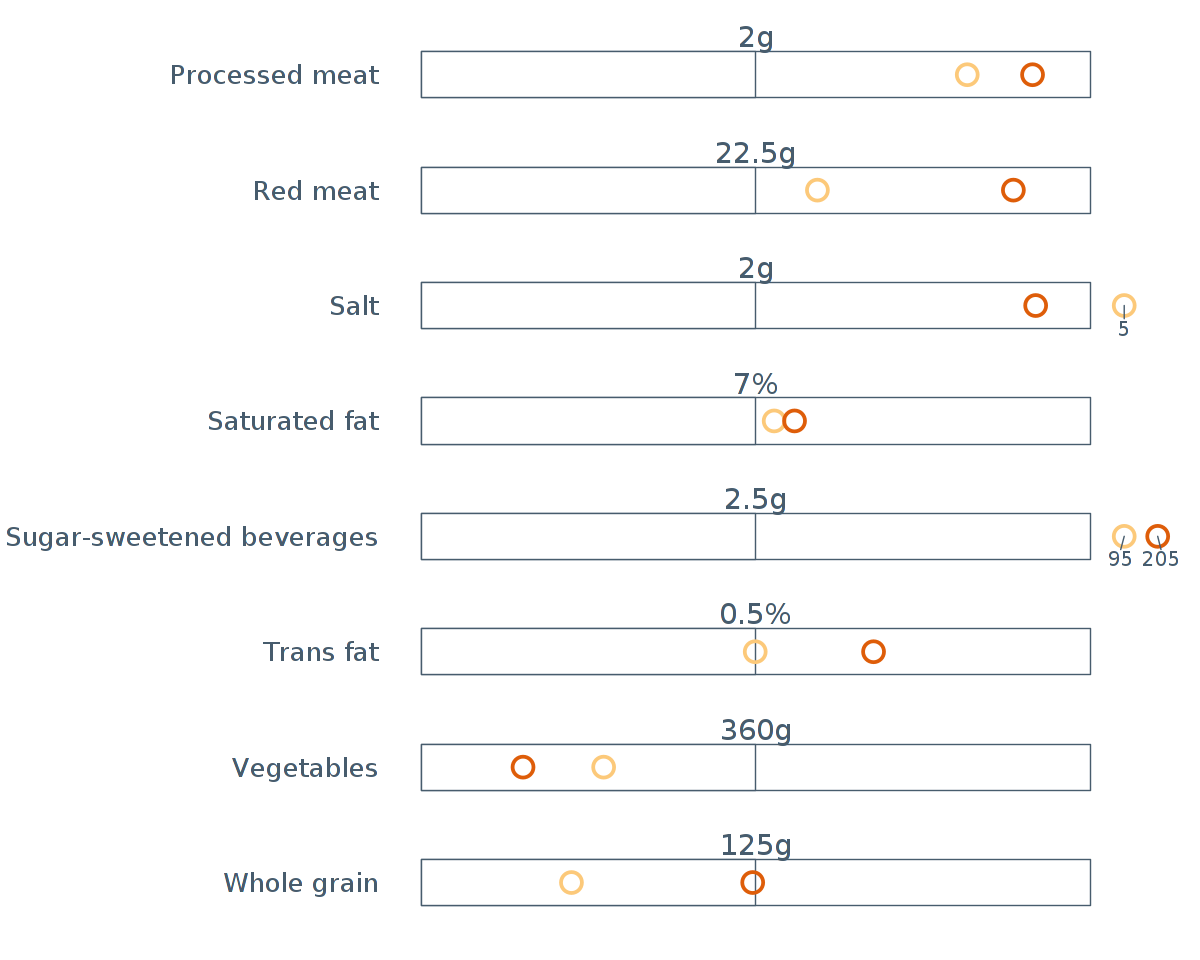 2g
Processed meat
22.5g
Red meat
2g
Salt
5
7%
Saturated fat
2.5g
Sugar-sweetened beverages
95 205
0.5%
Trans fat
360g
Vegetables
125g
Whole grain